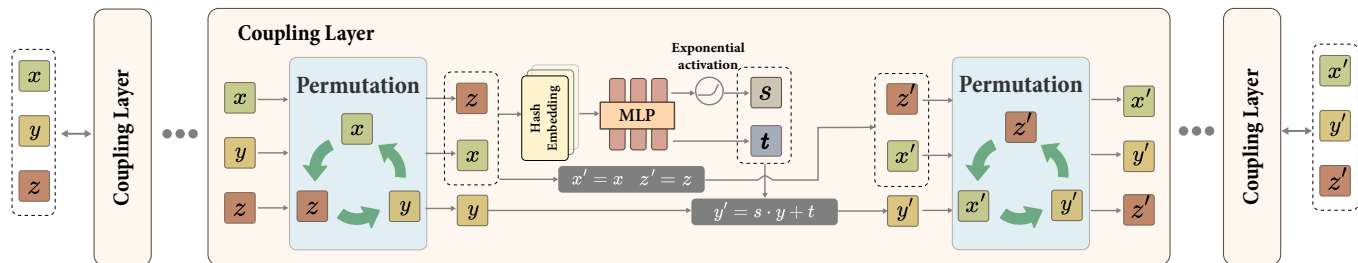 x
y
z
Coupling Layer
Coupling Layer
x
y
z
Permutation
x
z
y
z
x
y
Hash
Embedding
MLP
Exponential
activation
s
t
x′ = x z′ = z
y′ = s · y + t
z′
x′
y′
Permutation
z′
x′
y′
x′
y′
z′
Coupling Layer
x′
y′
z′